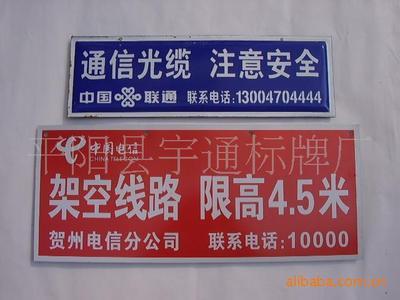 通信光缆 注意安全
中国 联通 联系电话:13004704444
平阳县宇通标牌厂
中国电信
CHINA TELECOM
架空线路 限高4.5米
贺州电信分公司 联系电话:10000
alibaba.com.cn